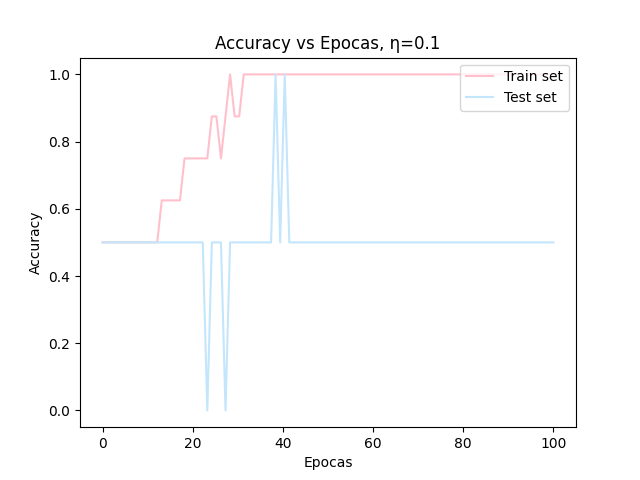 Accuracy vs Epocas, η=0.1
Train set
Test set
1.0
0.8
0.6
0.4
0.2
0.0
Accuracy
0 20 40 60 80 100
Epocas